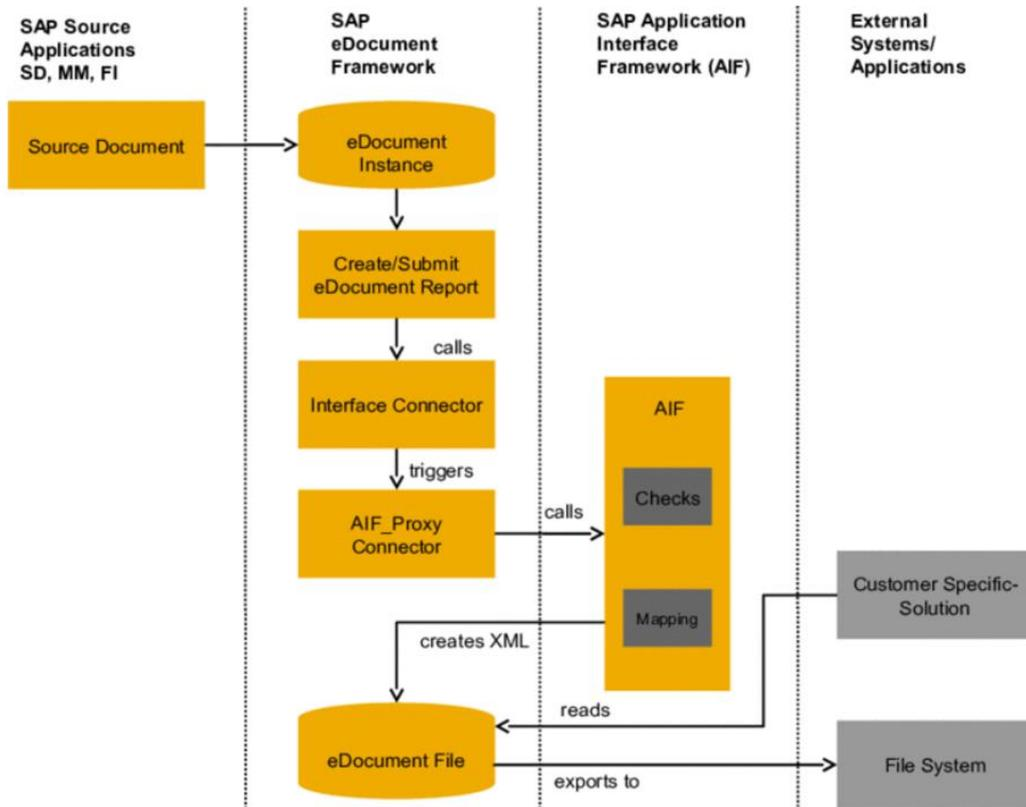 SAP Source
Applications
SD, MM, FI
SAP
eDocument
Framework
SAP Application
Interface
Framework (AIF)
External
Systems/
Applications
Source Document
eDocument
Instance
Create/Submit
eDocument Report
calls
Interface Connector
triggers
AIF_Proxy
Connector
calls
AIF
Checks
Mapping
creates XML
Customer Specific-
Solution
reads
eDocument File
exports to
File System